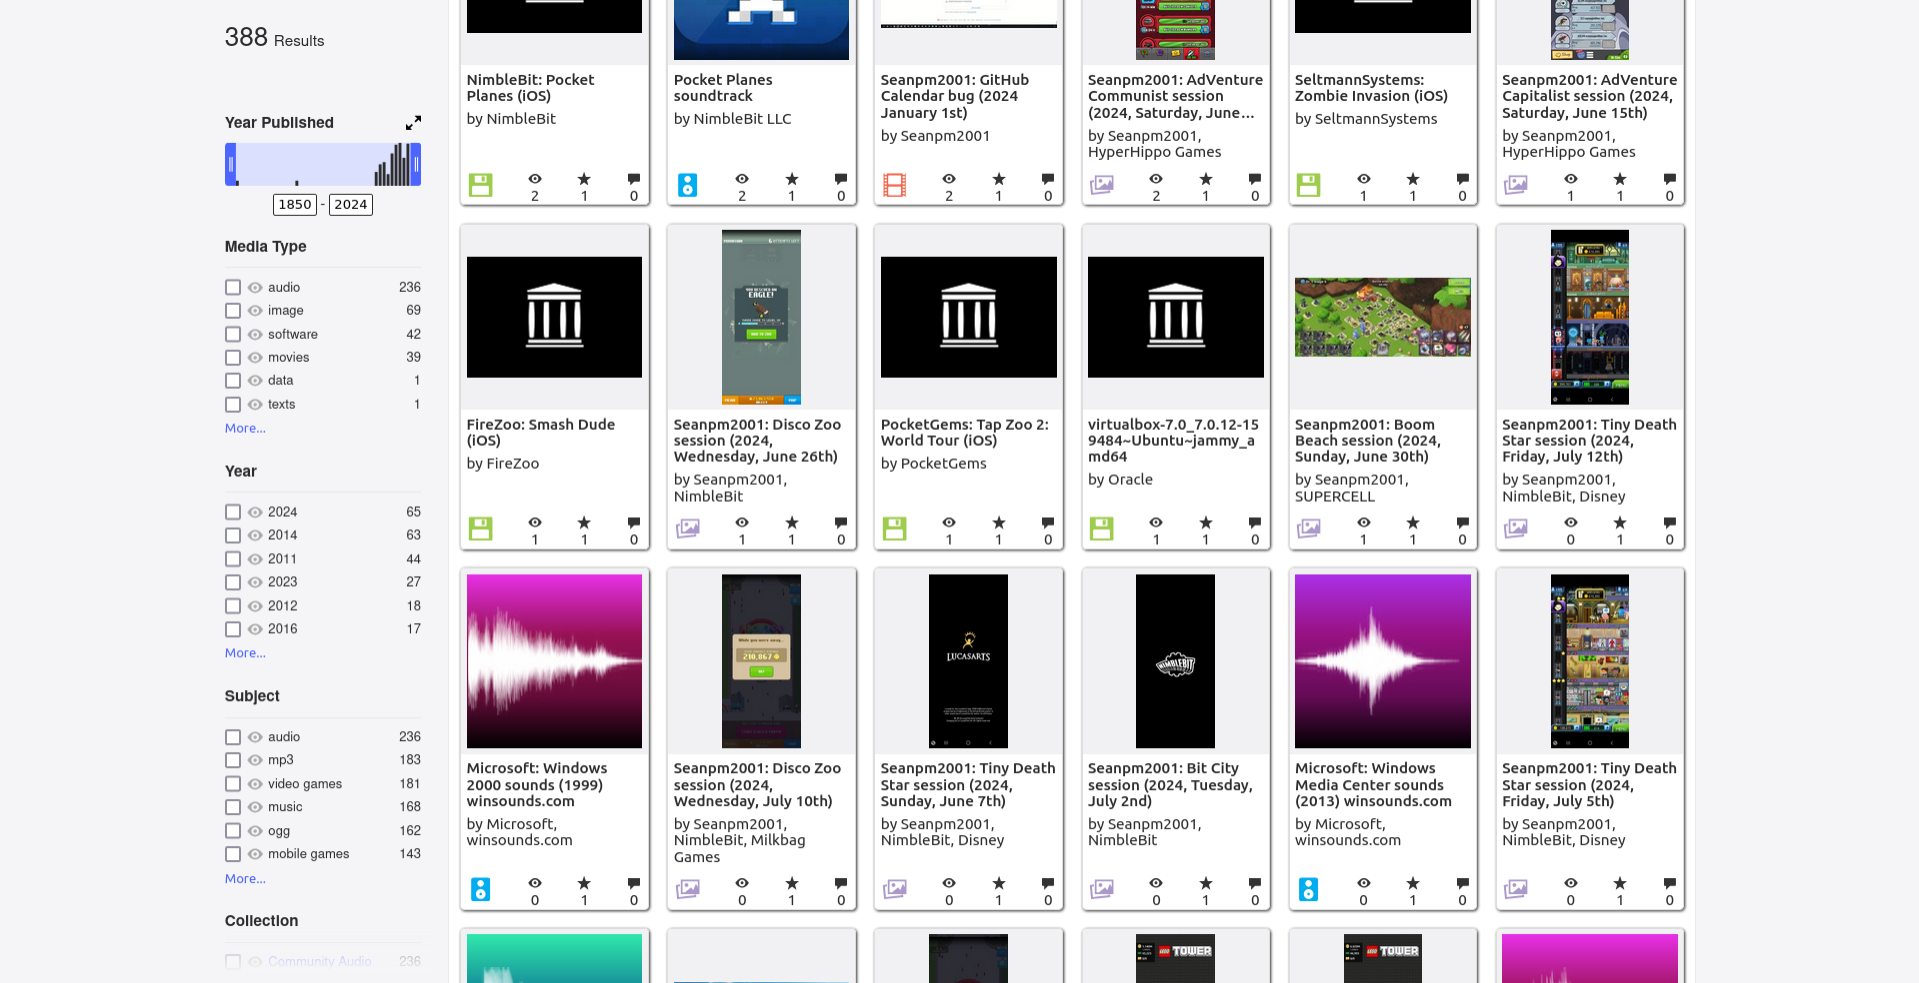 388 Results
Year Published
1850 - 2024
Media Type
audio 236
image 69
software 42
movies 39
data 1
texts 1
More...
Year
2024 65
2014 63
2011 44
2023 27
2012 18
2016 17
More...
Subject
audio 236
mp3 183
video games 181
music 168
ogg 162
mobile games 143
More...
Collection
Community Audio 236
NimbleBit: Pocket
Planes (iOS)
by NimbleBit
2 1 0
Pocket Planes
soundtrack
by NimbleBit LLC
2 1 0
Seanpm2001: GitHub
Calendar bug (2024
January 1st)
by Seanpm2001
2 1 0
Seanpm2001: AdVenture
Communist session
(2024, Saturday, June...
by Seanpm2001,
HyperHippo Games
2 1 0
SeltmannSystems:
Zombie Invasion (iOS)
by SeltmannSystems
1 1 0
Seanpm2001: AdVenture
Capitalist session (2024,
Saturday, June 15th)
by Seanpm2001,
HyperHippo Games
1 1 0
FireZoo: Smash Dude
(iOS)
by FireZoo
1 1 0
EAGLE!
Seanpm2001: Disco Zoo
session (2024,
Wednesday, June 26th)
by Seanpm2001,
NimbleBit
1 1 0
PocketGems: Tap Zoo 2:
World Tour (iOS)
by PocketGems
1 1 0
virtualbox-7.0_7.0.12-15
9484~Ubuntu~jammy_a
md64
by Oracle
1 1 0
Seanpm2001: Boom
Beach session (2024,
Sunday, June 30th)
by Seanpm2001,
SUPERCELL
1 1 0
Seanpm2001: Tiny Death
Star session (2024,
Friday, July 12th)
by Seanpm2001,
NimbleBit, Disney
0 1 0
Microsoft: Windows
2000 sounds (1999)
winsounds.com
by Microsoft,
winsounds.com
0 1 0
While you were away...
210,867
Seanpm2001: Disco Zoo
session (2024,
Wednesday, July 10th)
by Seanpm2001,
NimbleBit, Milkbag
Games
0 1 0
LUCASARTS
Seanpm2001: Tiny Death
Star session (2024,
Sunday, June 7th)
by Seanpm2001,
NimbleBit, Disney
0 1 0
NIMBLEBIT
Seanpm2001: Bit City
session (2024, Tuesday,
July 2nd)
by Seanpm2001,
NimbleBit
0 1 0
Microsoft: Windows
Media Center sounds
(2013) winsounds.com
by Microsoft,
winsounds.com
0 1 0
Seanpm2001: Tiny Death
Star session (2024,
Friday, July 5th)
by Seanpm2001,
NimbleBit, Disney
0 1 0
LEGO TOWER
LEGO TOWER